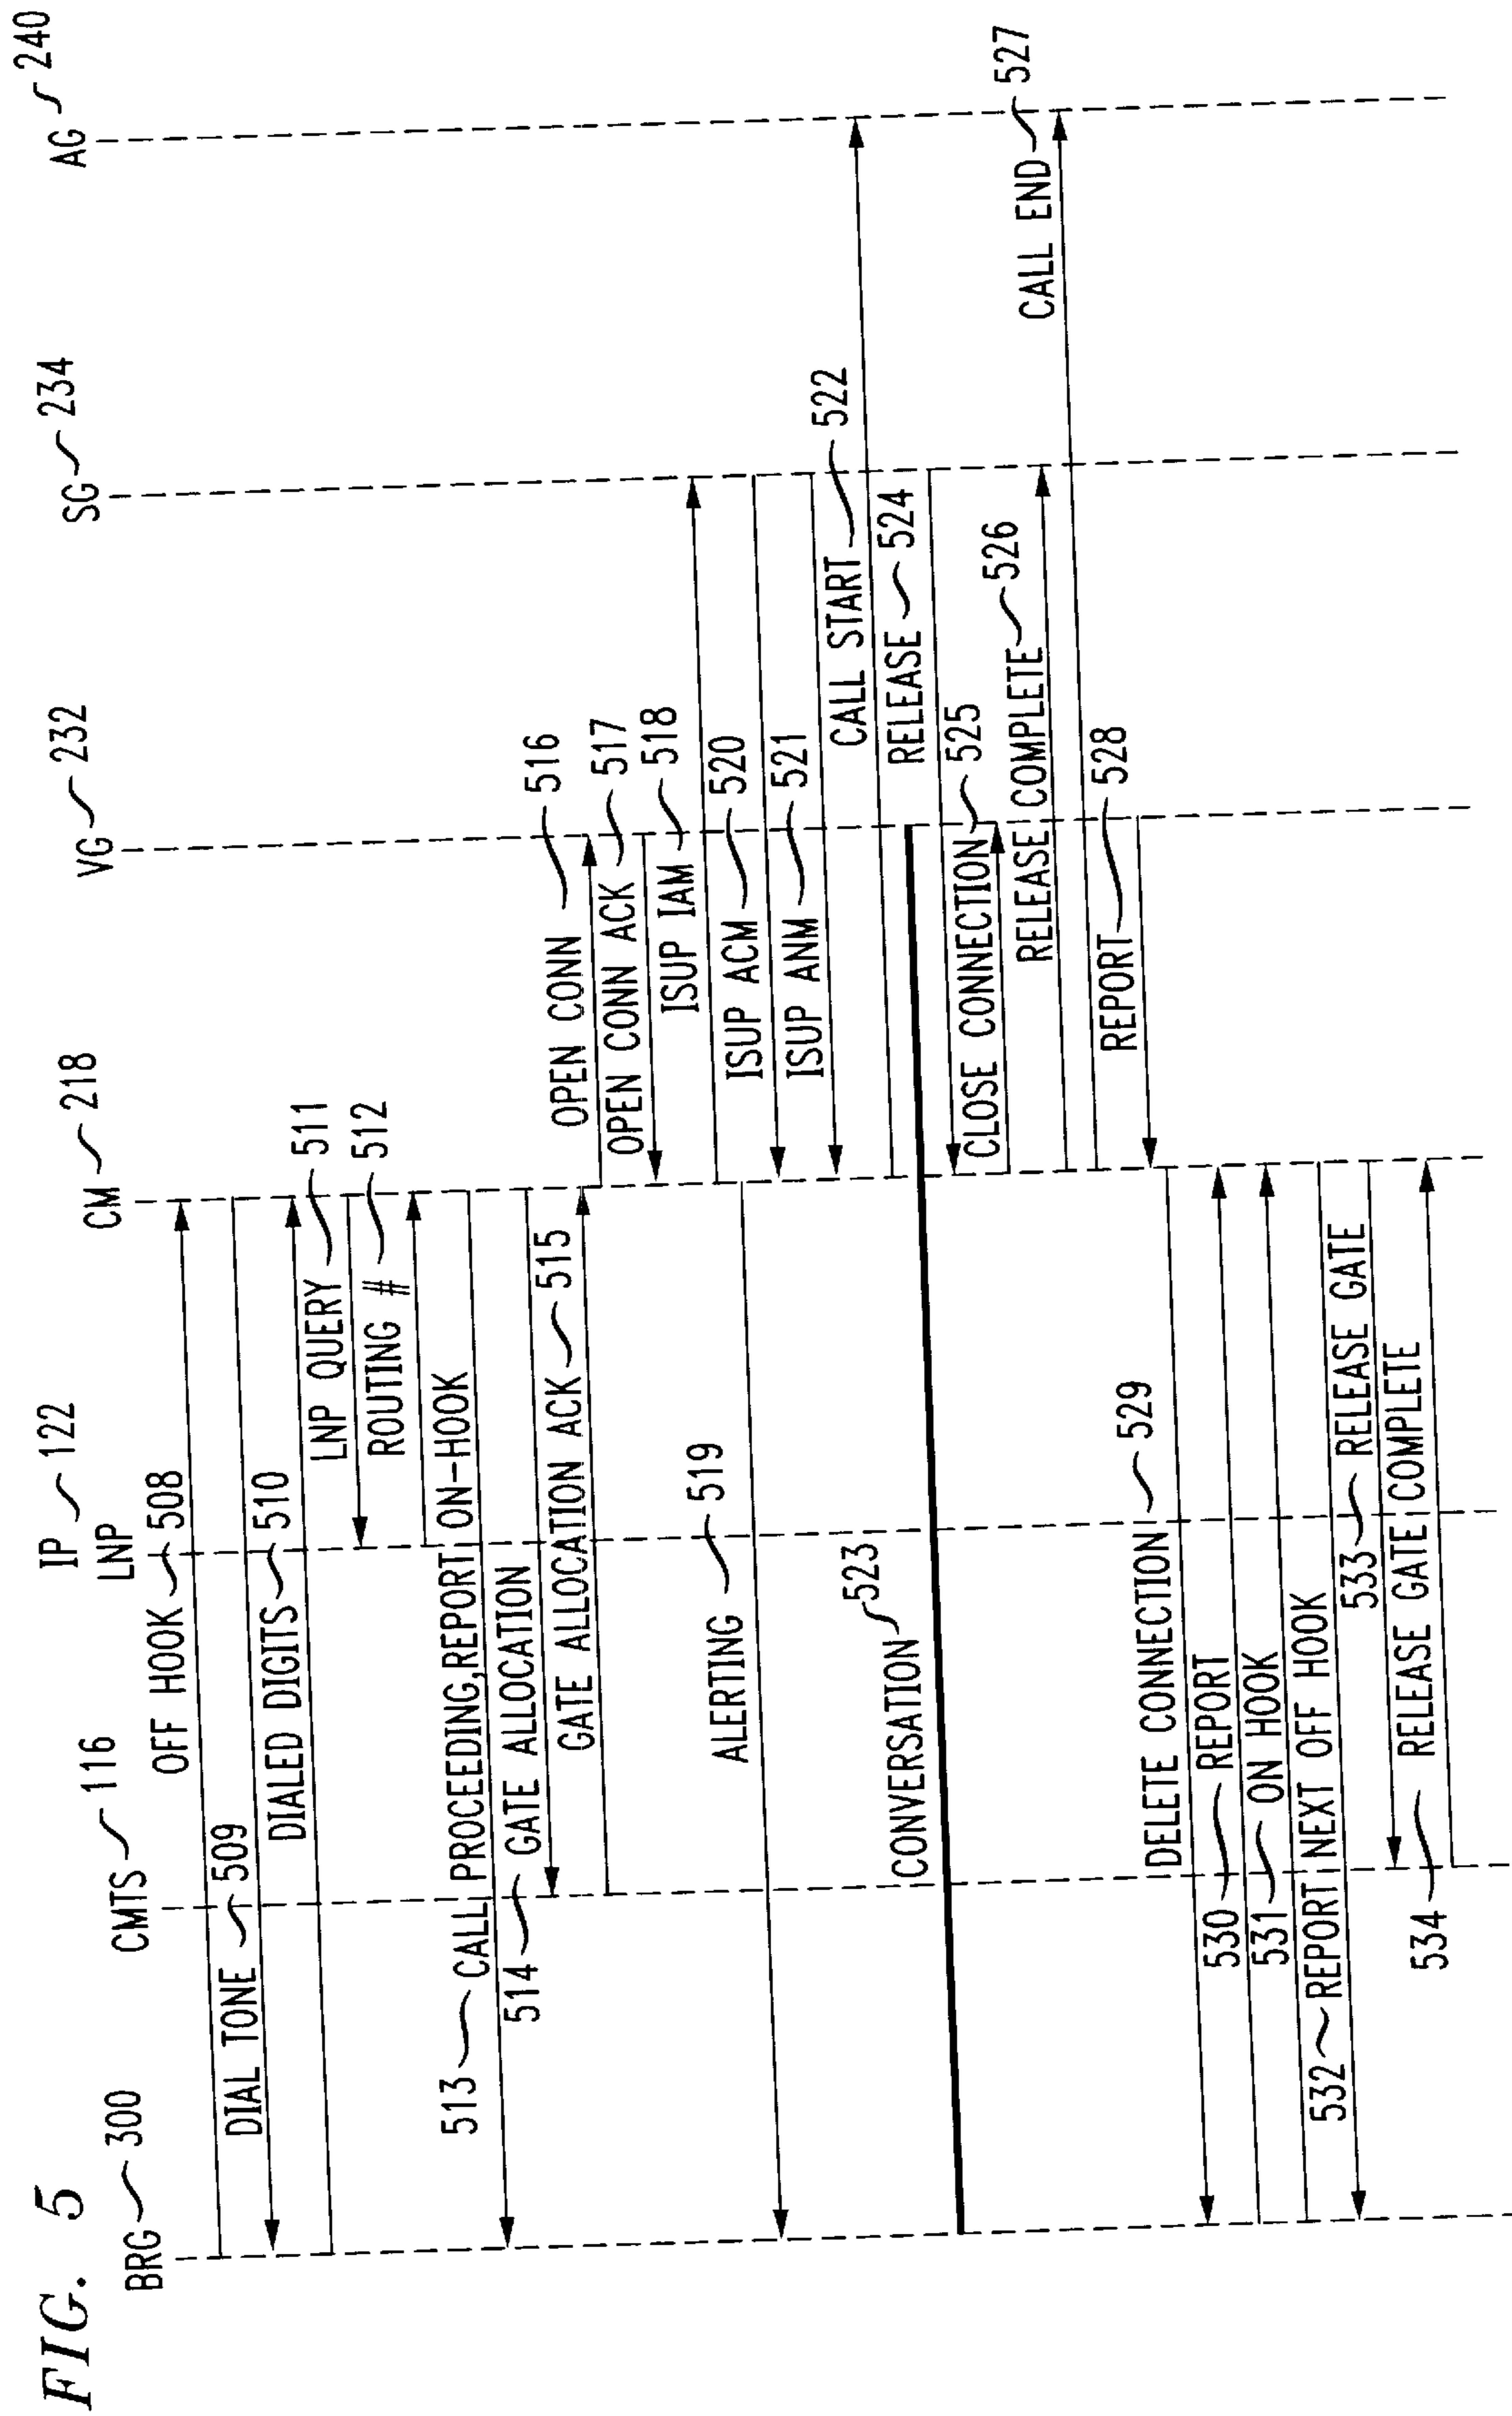 FIG. 5
BRG 300
CMTS 116
IP 122
LNP
CM 218
VG 232
SG 234
AG 240
OFF HOOK 508
DIAL TONE 509
DIALED DIGITS 510
LNP QUERY 511
ROUTING # 512
513 CALL PROCEEDING,REPORT ON-HOOK
514 GATE ALLOCATION
GATE ALLOCATION ACK 515
OPEN CONN 516
OPEN CONN ACK 517
ISUP IAM 518
ALERTING 519
ISUP ACM 520
ISUP ANM 521
CALL START 522
CONVERSATION 523
RELEASE 524
CLOSE CONNECTION 525
RELEASE COMPLETE 526
CALL END 527
REPORT 528
DELETE CONNECTION 529
530 REPORT
531 ON HOOK
532 REPORT NEXT OFF HOOK
533 RELEASE GATE
534 RELEASE GATE COMPLETE